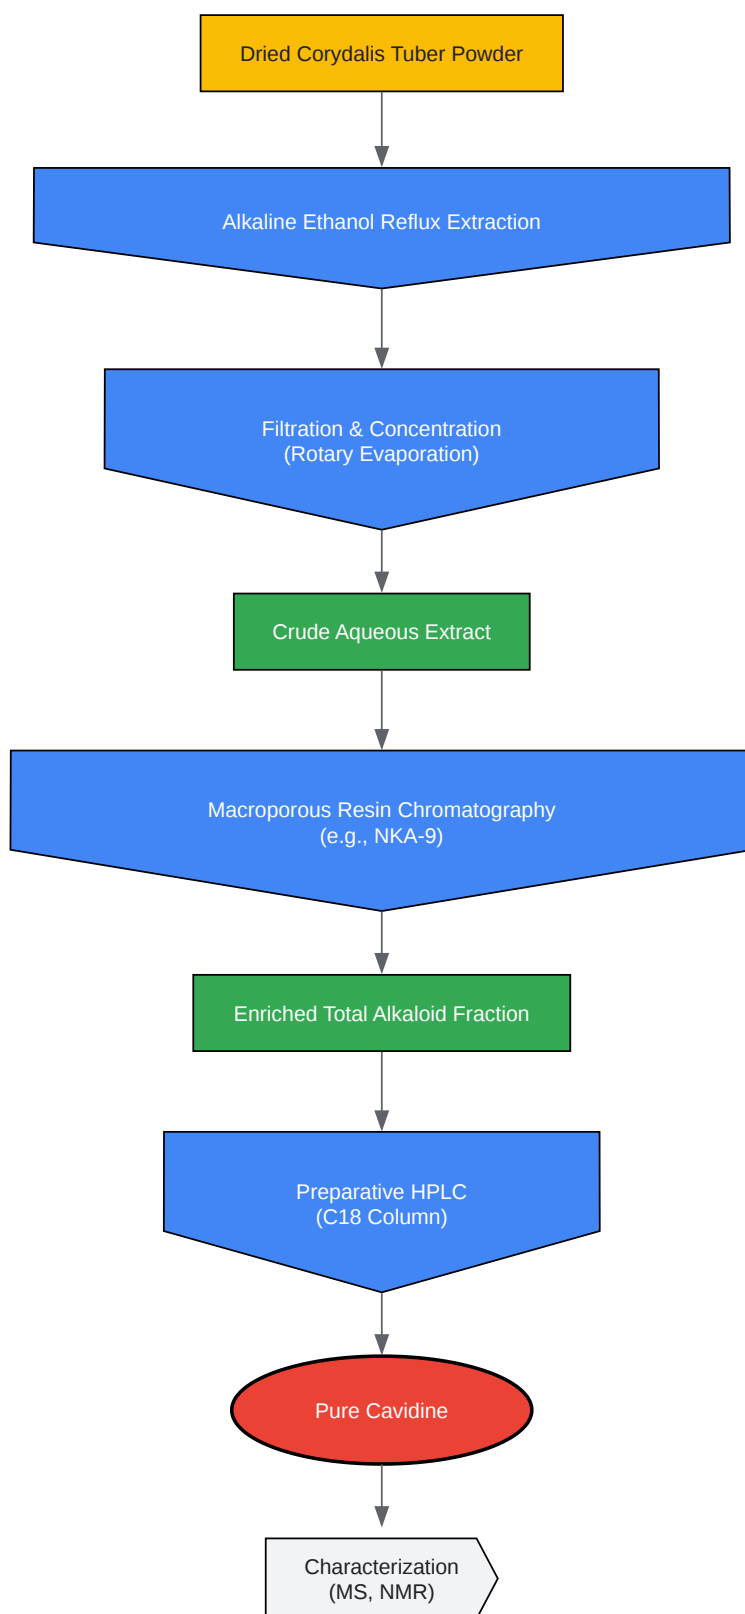 Dried Corydalis Tuber Powder
Alkaline Ethanol Reflux Extraction
Filtration & Concentration
(Rotary Evaporation)
Crude Aqueous Extract
Macroporous Resin Chromatography
(e.g., NKA-9)
Enriched Total Alkaloid Fraction
Preparative HPLC
(C18 Column)
Pure Cavidine
Characterization
(MS, NMR)